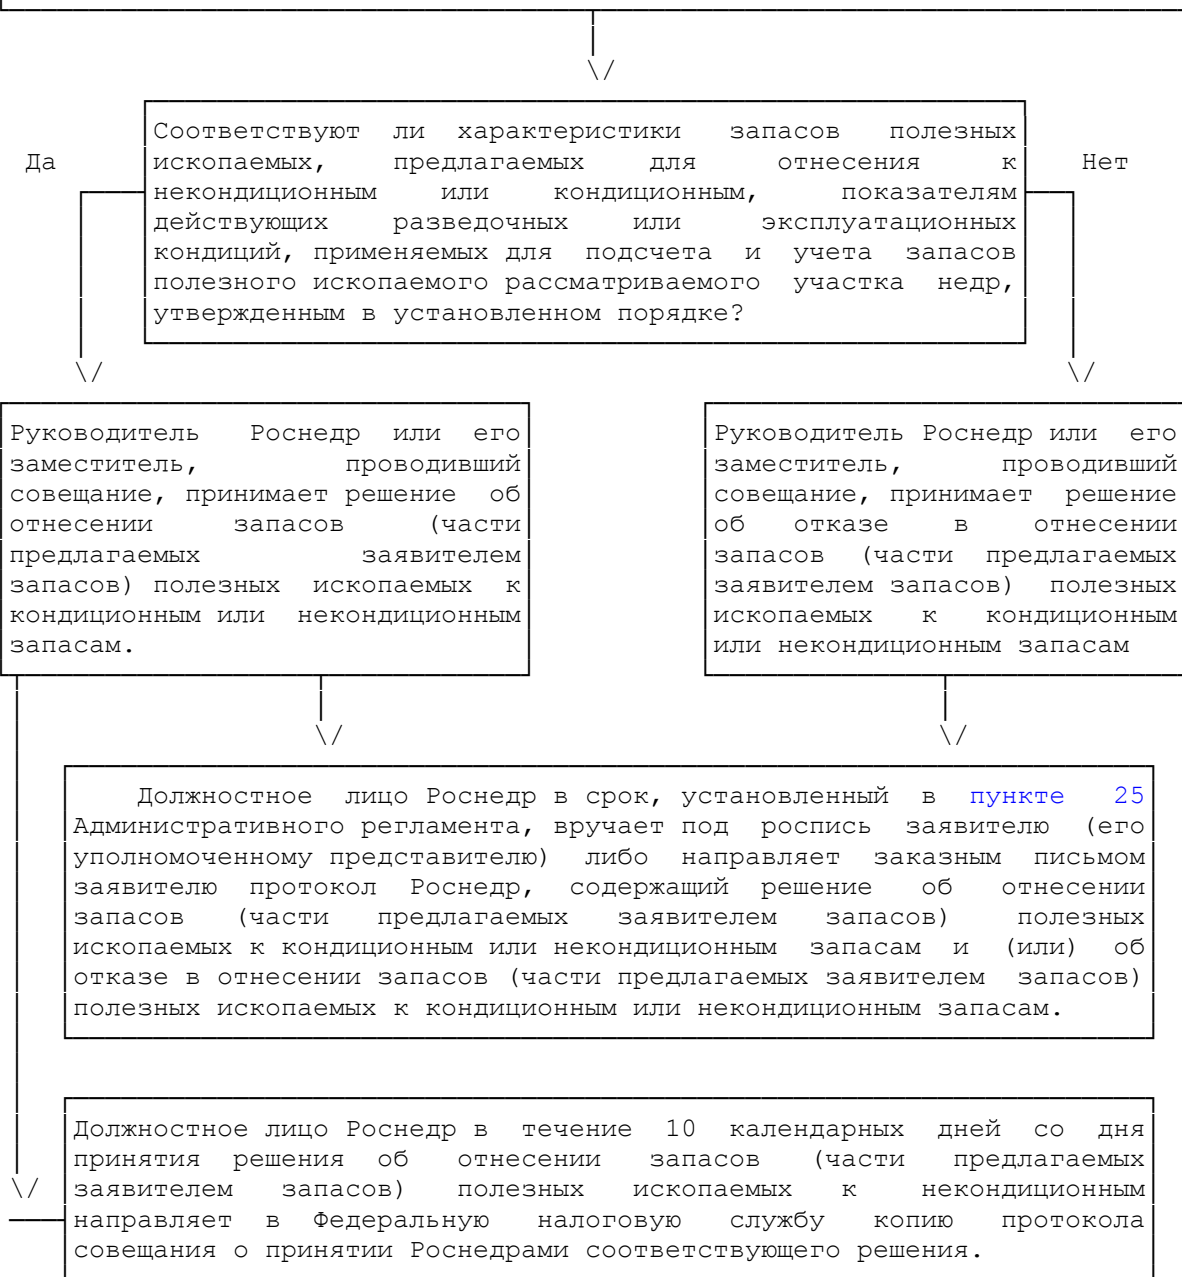 Соответствуют ли характеристики запасов полезных
Да
ископаемых, предлагаемых для отнесения к
Нет
некондиционным или кондиционным, показателям
действующих разведочных или эксплуатационных
кондиций, применяемых для подсчета и учета запасов
полезного ископаемого рассматриваемого участка недр,
утвержденным в установленном порядке?
Руководитель Роснедр или его
заместитель, проводивший
совещание, принимает решение об
отнесении запасов (части
предлагаемых заявителем
запасов) полезных ископаемых к
кондиционным или некондиционным
запасам.
Руководитель Роснедр или его
заместитель, проводивший
совещание, принимает решение
об отказе в отнесении
запасов (части предлагаемых
заявителем запасов) полезных
ископаемых к кондиционным
или некондиционным запасам
Должностное лицо Роснедр в срок, установленный в пункте 25
Административного регламента, вручает под роспись заявителю (его
уполномоченному представителю) либо направляет заказным письмом
заявителю протокол Роснедр, содержащий решение об отнесении
запасов (части предлагаемых заявителем запасов) полезных
ископаемых к кондиционным или некондиционным запасам и (или) об
отказе в отнесении запасов (части предлагаемых заявителем запасов)
полезных ископаемых к кондиционным или некондиционным запасам.
Должностное лицо Роснедр в течение 10 календарных дней со дня
принятия решения об отнесении запасов (части предлагаемых
заявителем запасов) полезных ископаемых к некондиционным
направляет в Федеральную налоговую службу копию протокола
совещания о принятии Роснедрами соответствующего решения.